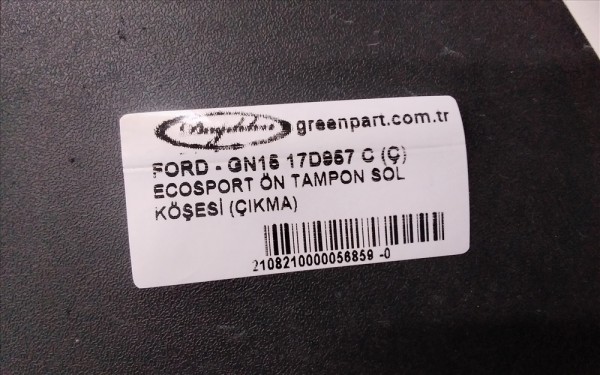 greenpart.com.tr
FORD - GN15 17D957 C (Ç)
ECOSPORT ÖN TAMPON SOL
KÖŞESİ (ÇIKMA)
2108210000056859 -0